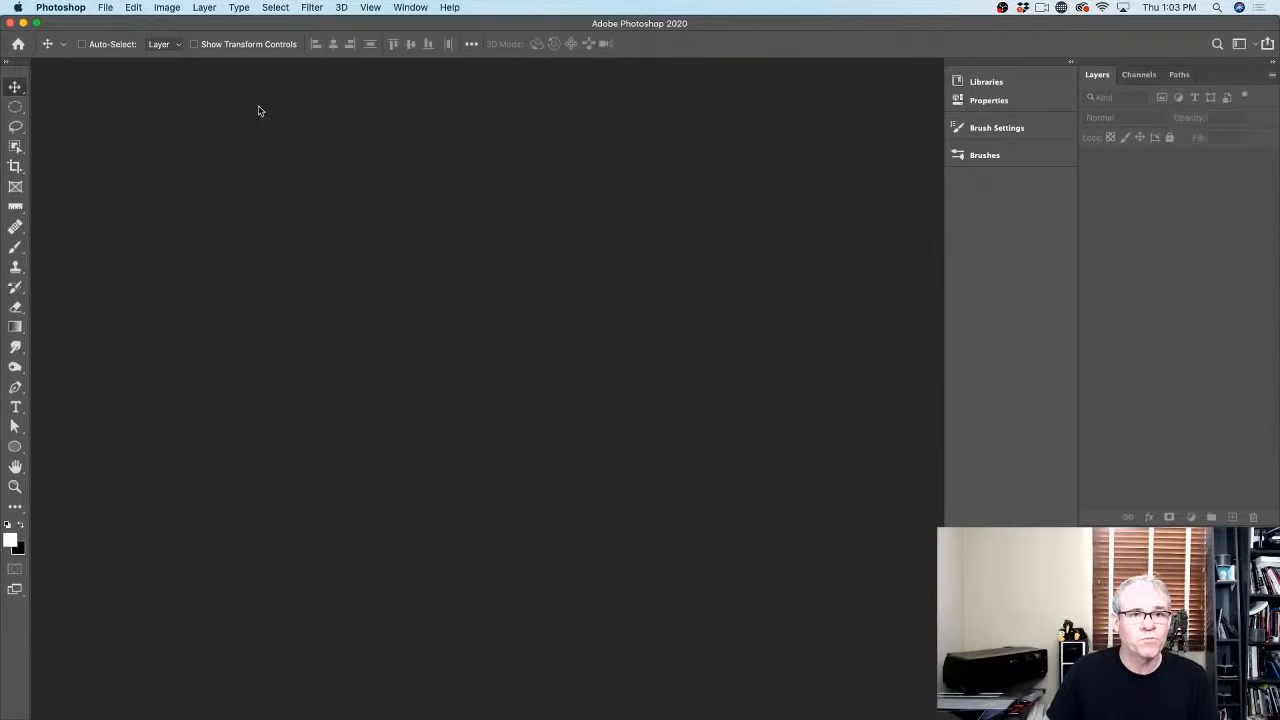 Photoshop File Edit Image Layer Type Select Filter 3D View Window Help Thu 1:03 PM
Adobe Photoshop 2020
Auto-Select: Layer Show Transform Controls 3D Mode:
Libraries
Properties
Brush Settings
Brushes
Layers Channels Paths
Kind
Normal Opacity:
Lock: Fill: